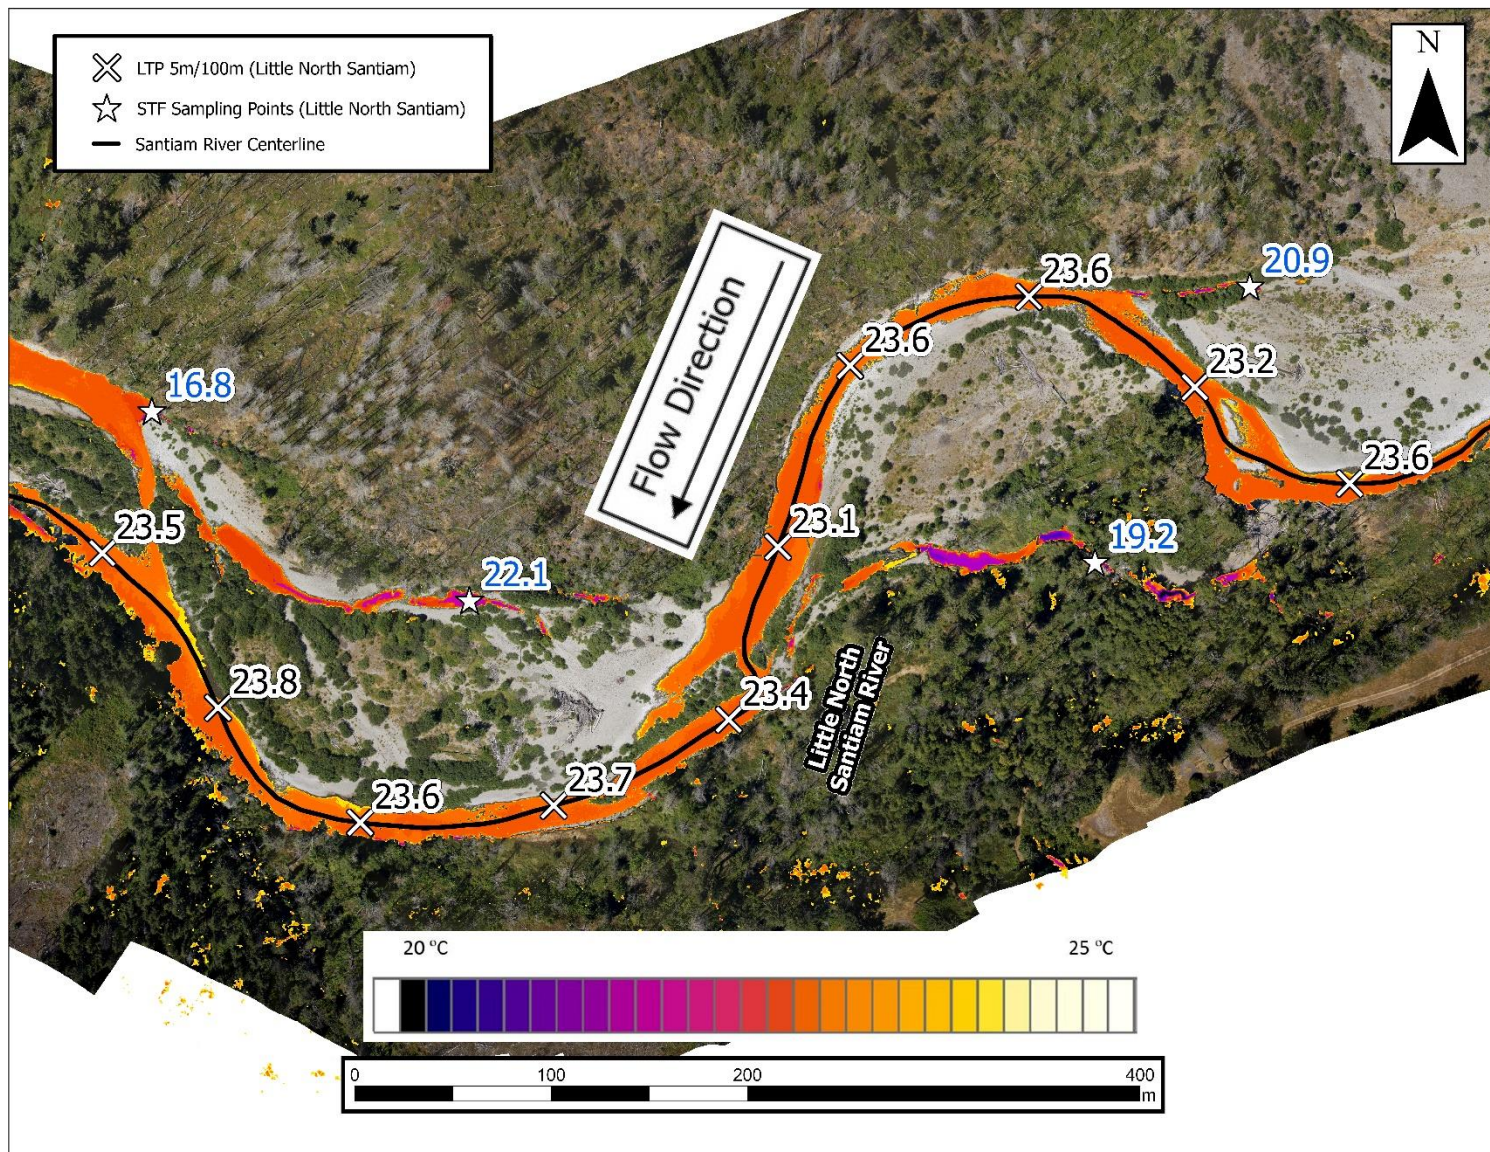 LTP 5m/100m (Little North Santiam)
STF Sampling Points (Little North Santiam)
Santiam River Centerline
N
20.9
23.6
23.6
23.2
16.8
Flow Direction
23.6
23.1
23.5
19.2
22.1
Little North
Santiam River
23.8
23.4
23.7
23.6
20 °C
25 °C
0
100
200
400
m